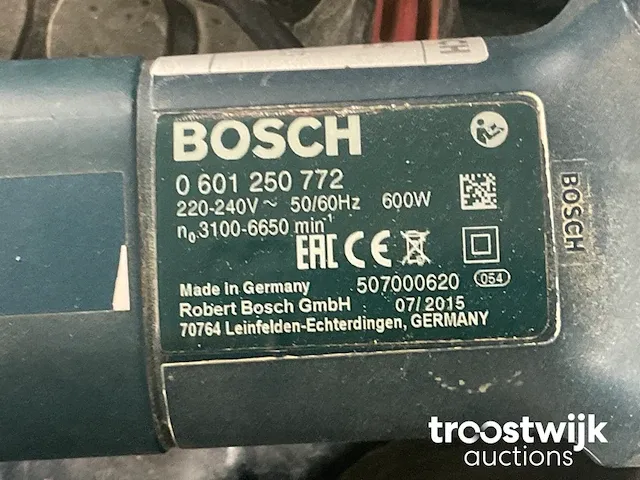 BOSCH
0 601 250 772
220-240V ~ 50/60Hz 600W
n₀ 3100-6650 min⁻¹
EAC CE
Made in Germany 507000620 054
Robert Bosch GmbH 07/2015
70764 Leinfelden-Echterdingen, GERMANY
BOSCH
troostwijk
auctions